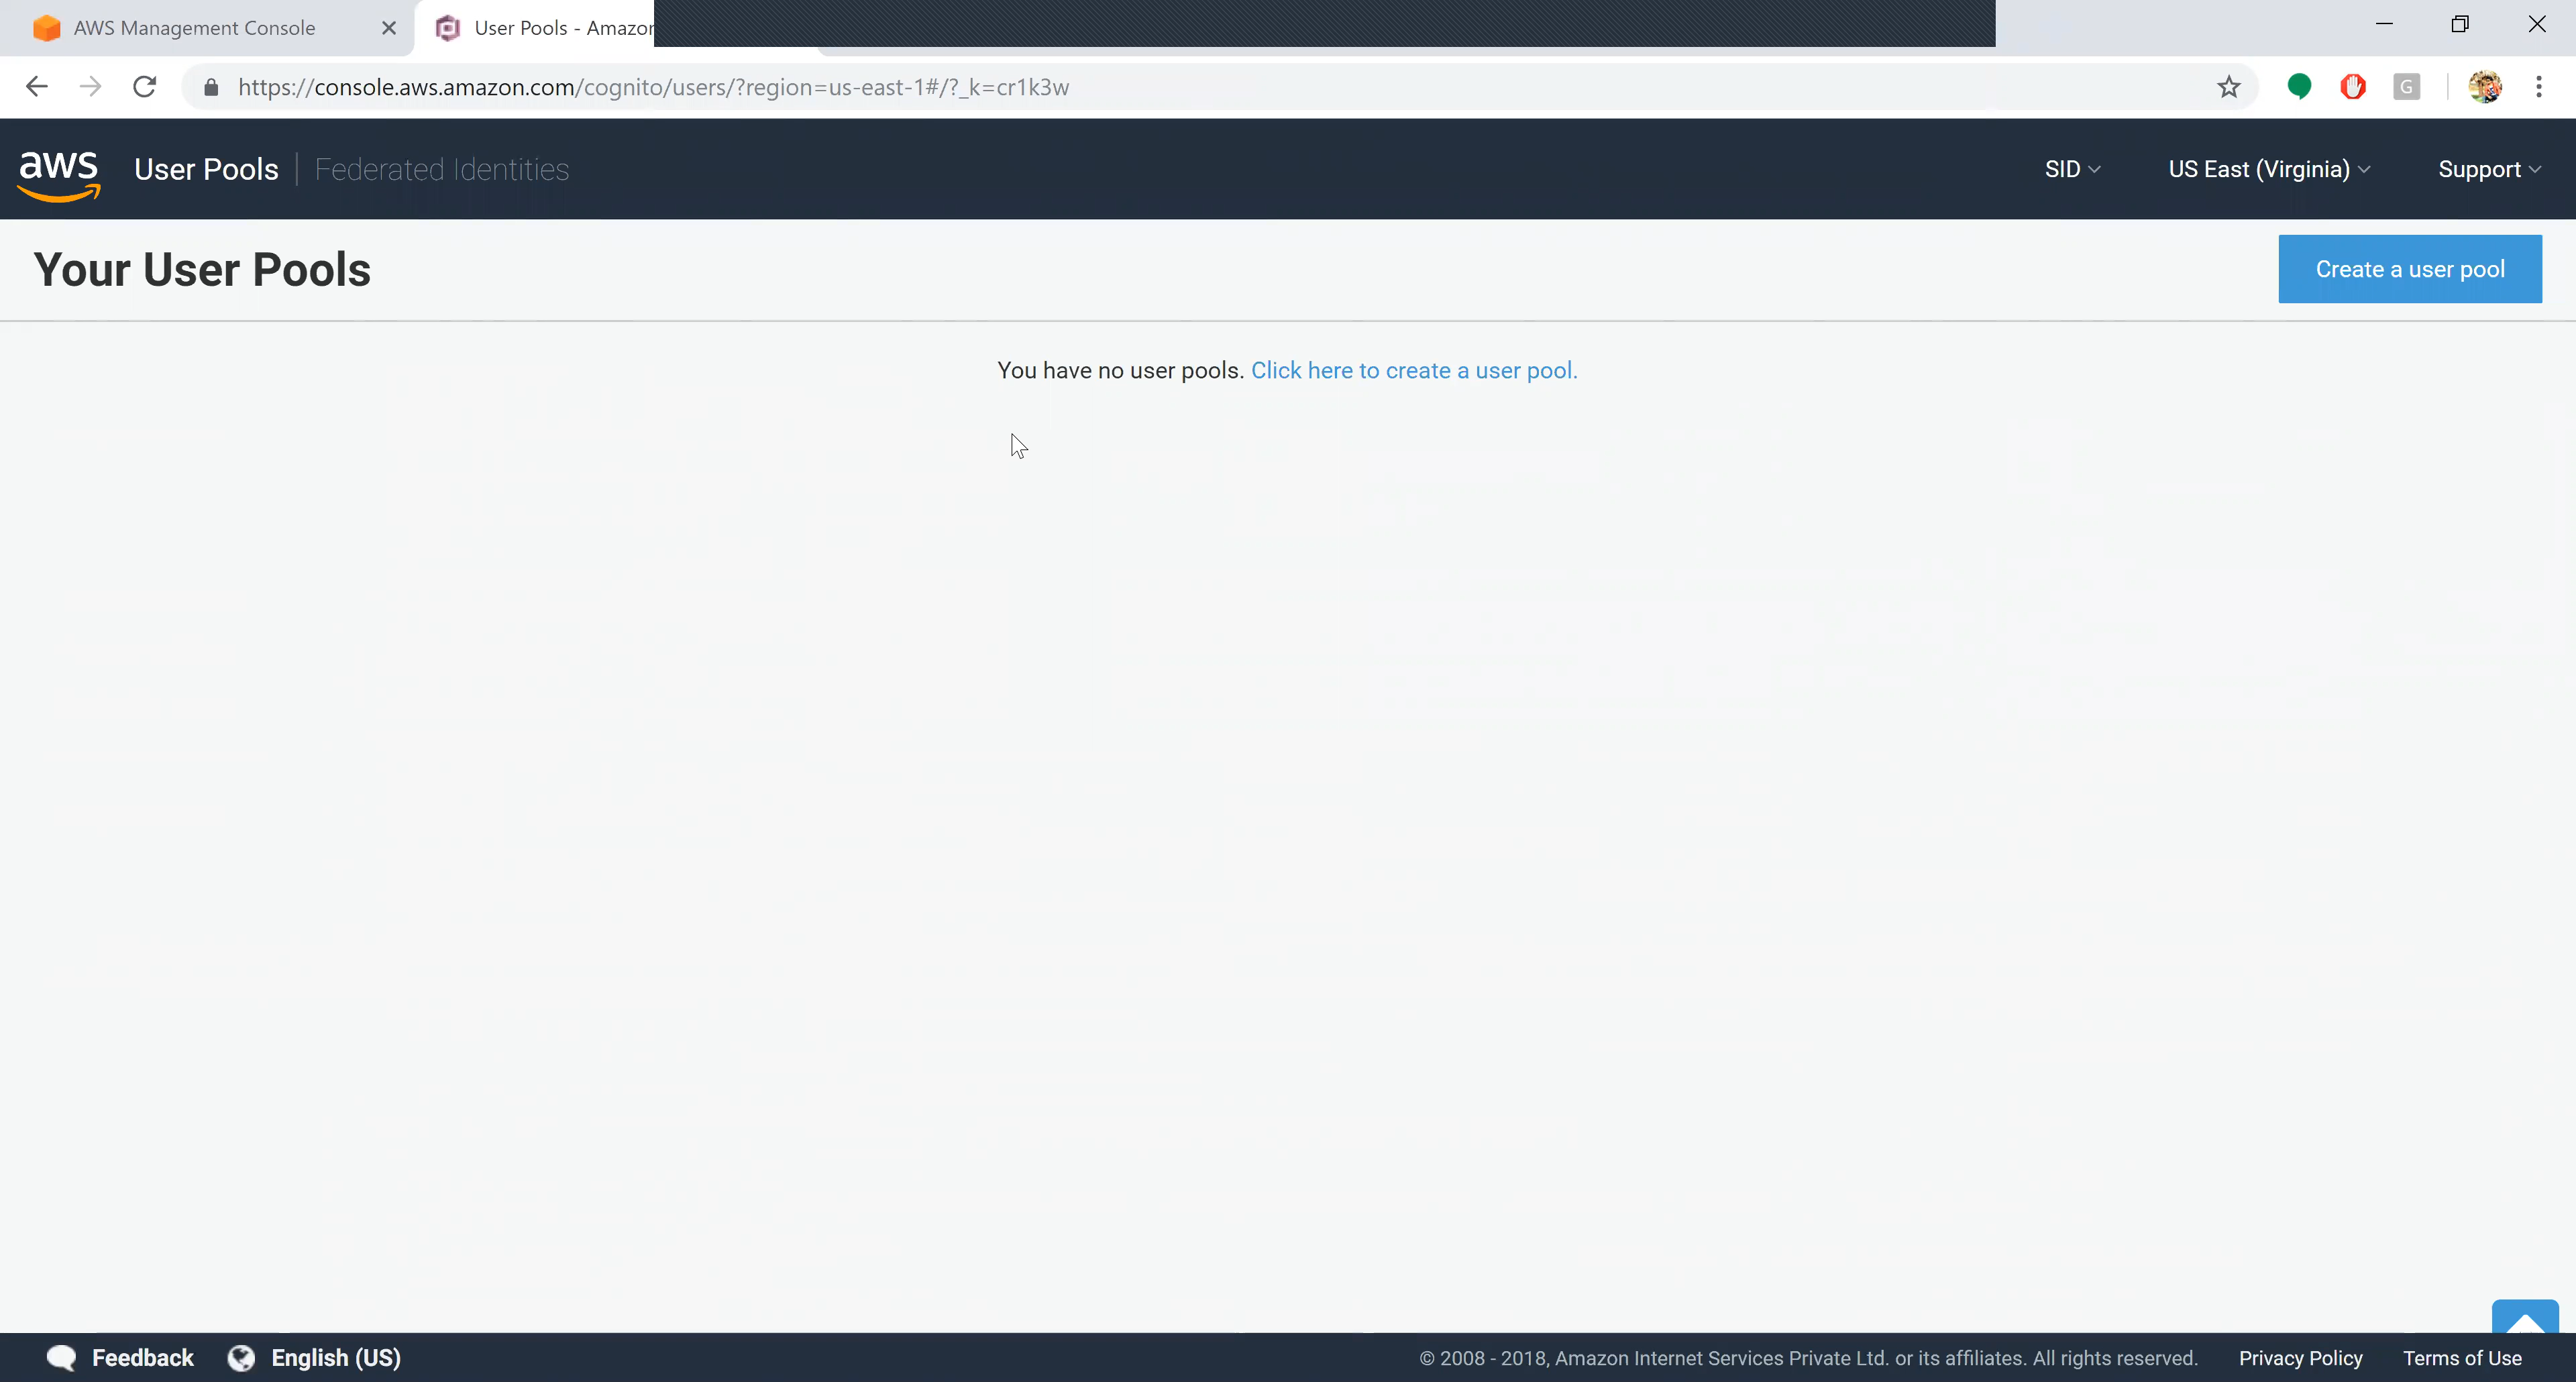 AWS Management Console
User Pools - Amazon
https://console.aws.amazon.com/cognito/users/?region=us-east-1#/?_k=cr1k3w
G
aws
User Pools Federated Identities
SID
US East (Virginia)
Support
Your User Pools
Create a user pool
You have no user pools. Click here to create a user pool.
Feedback
English (US)
© 2008 - 2018, Amazon Internet Services Private Ltd. or its affiliates. All rights reserved.
Privacy Policy
Terms of Use